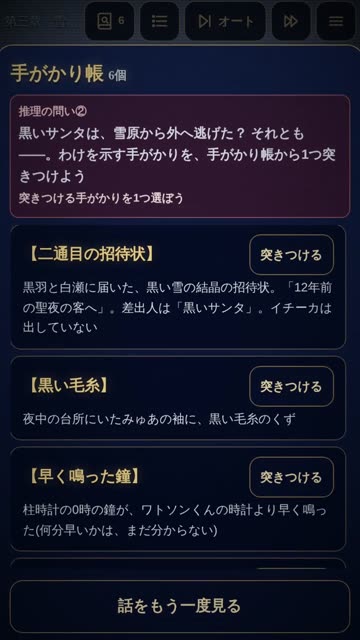 第三章
6
オート
手がかり帳 6個
推理の問い②
黒いサンタは、雪原から外へ逃げた？ それとも
――。わけを示す手がかりを、手がかり帳から1つ突
きつけよう
突きつける手がかりを1つ選ぼう
【二通目の招待状】
突きつける
黒羽と白瀬に届いた、黒い雪の結晶の招待状。「12年前
の聖夜の客へ」。差出人は「黒いサンタ」。イチーカは
出していない
【黒い毛糸】
突きつける
夜中の台所にいたみゅあの袖に、黒い毛糸のくず
【早く鳴った鐘】
突きつける
柱時計の0時の鐘が、ワトソンくんの時計より早く鳴っ
た(何分早いかは、まだ分からない)
話をもう一度見る